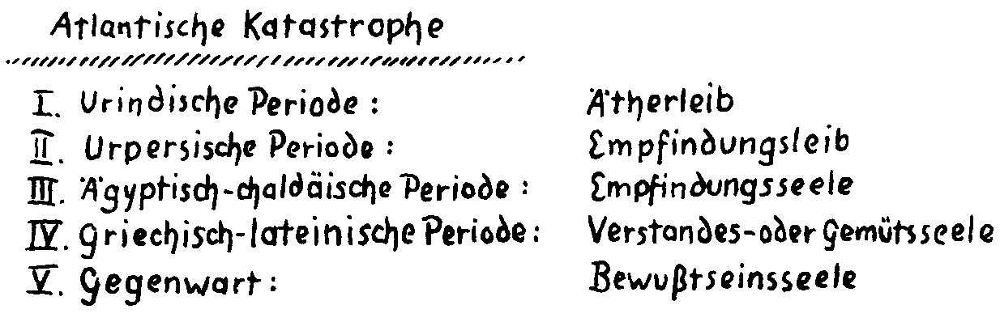 Atlantische Katastrophe
I. Urindische Periode: Ätherleib
II. Urpersische Periode: Empfindungsleib
III. Ägyptisch-chaldäische Periode: Empfindungsseele
IV. Griechisch-lateinische Periode: Verstandes-oder Gemütsseele
V. Gegenwart: Bewußtseinsseele